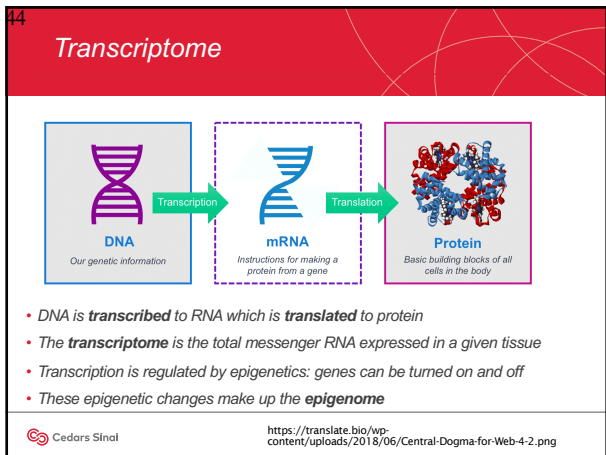 44
Transcriptome
Transcription
Translation
DNA
Our genetic information
mRNA
Instructions for making a
protein from a gene
Protein
Basic building blocks of all
cells in the body
• DNA is transcribed to RNA which is translated to protein
• The transcriptome is the total messenger RNA expressed in a given tissue
• Transcription is regulated by epigenetics: genes can be turned on and off
• These epigenetic changes make up the epigenome
Cedars Sinai
https://translate.bio/wp-
content/uploads/2018/06/Central-Dogma-for-Web-4-2.png